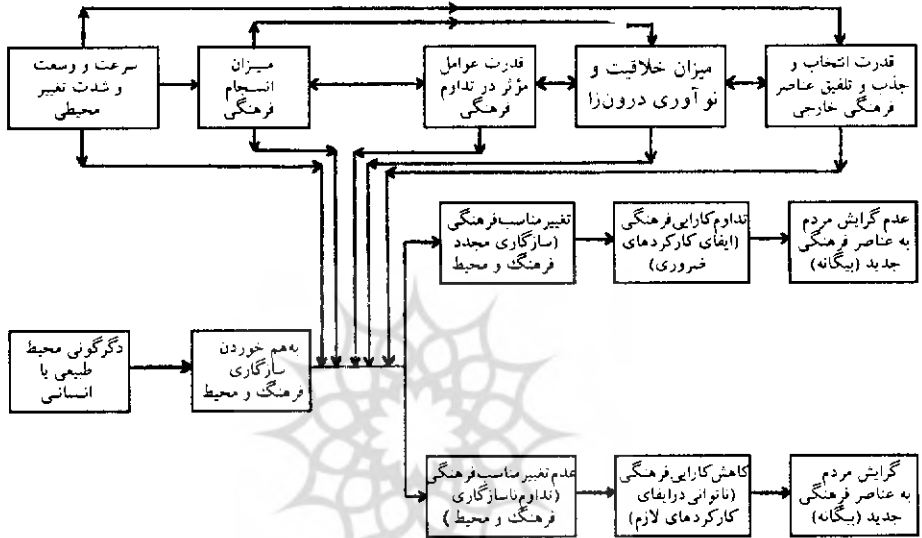 قدرت انتخاب و
جذب و تلفیق عناصر
فرهنگی خارجی
میزان خلاقیت و
نوآوری درون‌زا
قدرت عوامل
مؤثر در تداوم
فرهنگی
میزان
انسجام
فرهنگی
سرعت و وسعت
و شدت تغییر
محیطی
دگرگونی محیط
طبیعی یا
انسانی
به‌هم خوردن
سازگاری
فرهنگ و محیط
تغییر مناسب فرهنگی
(سازگاری مجدد
فرهنگ و محیط
تداوم کارایی فرهنگی
(ایفای کارکردهای
ضروری)
عدم گرایش مردم
به عناصر فرهنگی
جدید (بیگانه)
عدم تغییر مناسب فرهنگی
(تداوم ناسازگاری
فرهنگ و محیط)
کاهش کارایی فرهنگی
(ناتوانی در ایفای
کارکردهای لازم)
گرایش مردم
به عناصر فرهنگی
جدید (بیگانه)